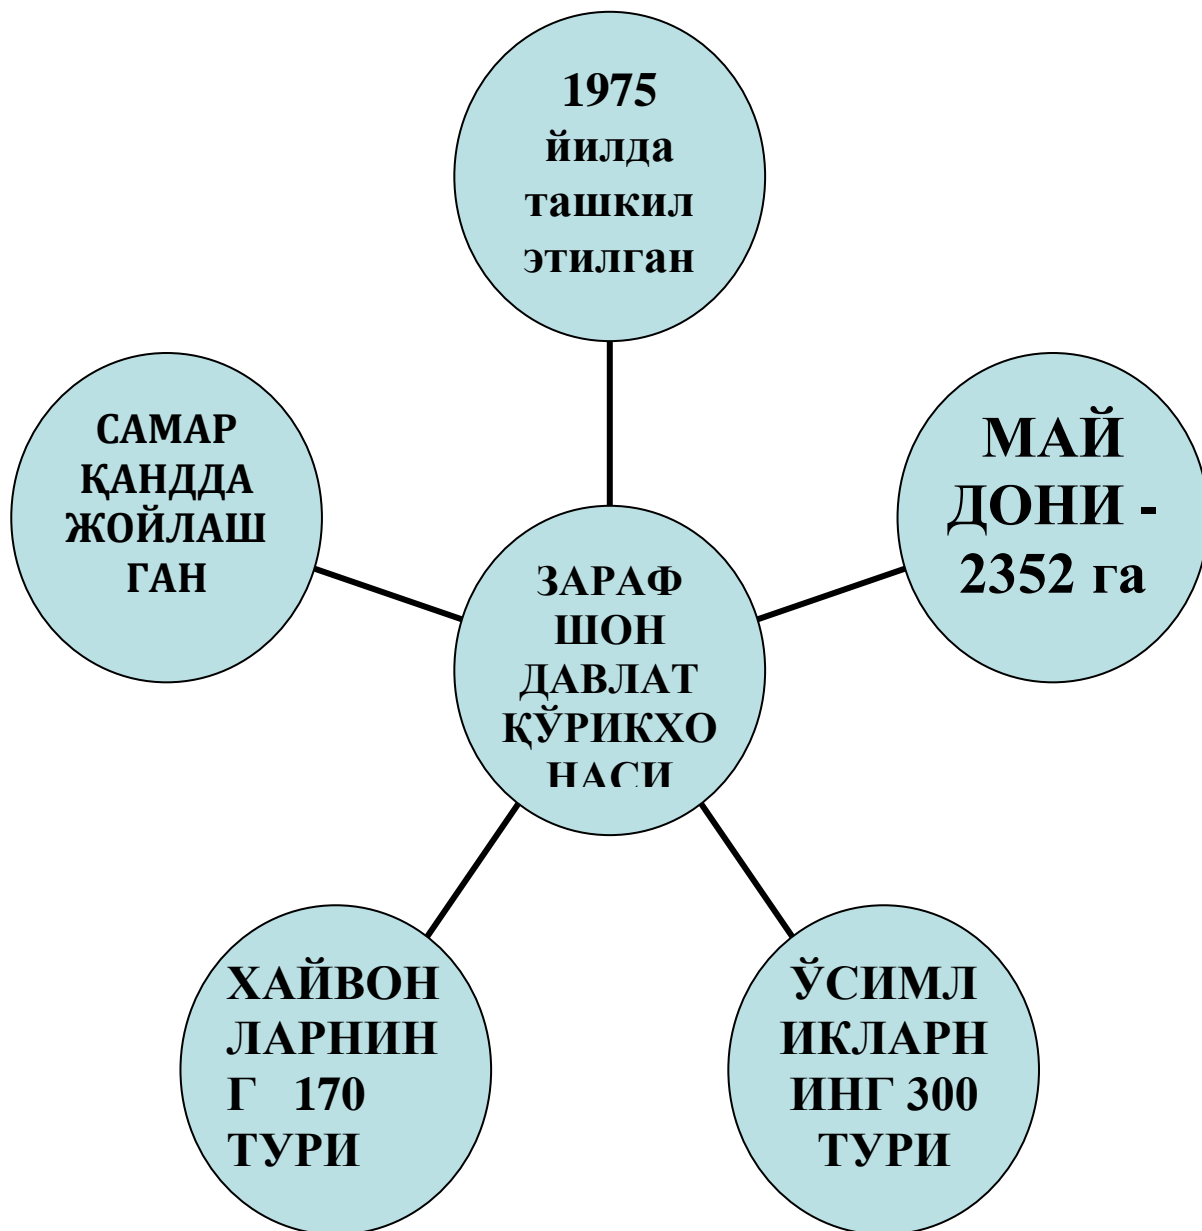 1975
йилда
ташкил
этилган
САМАР
ҚАНДДА
ЖОЙЛАШ
ГАН
МАЙ
ДОНИ -
2352 га
ЗАРАФ
ШОН
ДАВЛАТ
ҚЎРИКХО
НАСИ
ХАЙВОН
ЛАРНИН
Г 170
ТУРИ
ЎСИМЛ
ИКЛАРН
ИНГ 300
ТУРИ